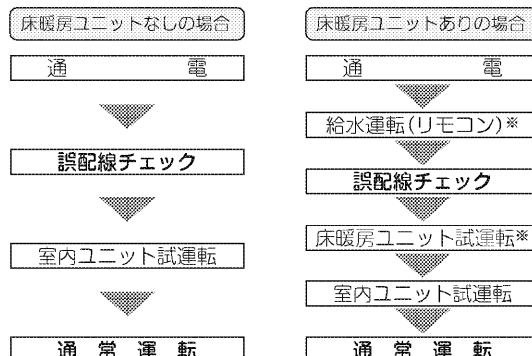 床暖房ユニットなしの場合
通 電
誤配線チェック
室内ユニット試運転
通 常 運 転
床暖房ユニットありの場合
通 電
給水運転(リモコン)※
誤配線チェック
床暖房ユニット試運転※
室内ユニット試運転
通 常 運 転